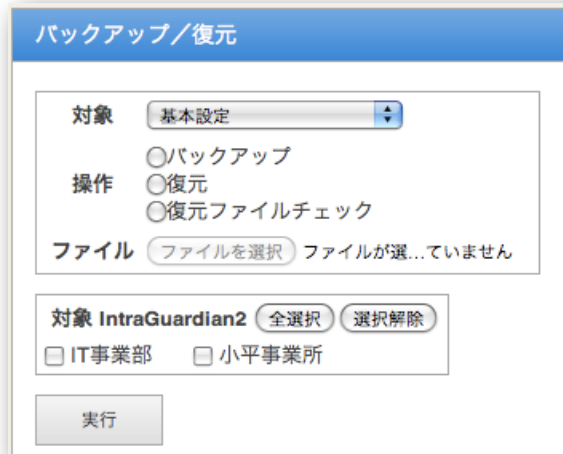 バックアップ／復元
対象 基本設定
バックアップ
操作 復元
復元ファイルチェック
ファイル ファイルを選択 ファイルが選...ていません
対象 IntraGuardian2 全選択 選択解除
IT事業部 小平事業所
実行